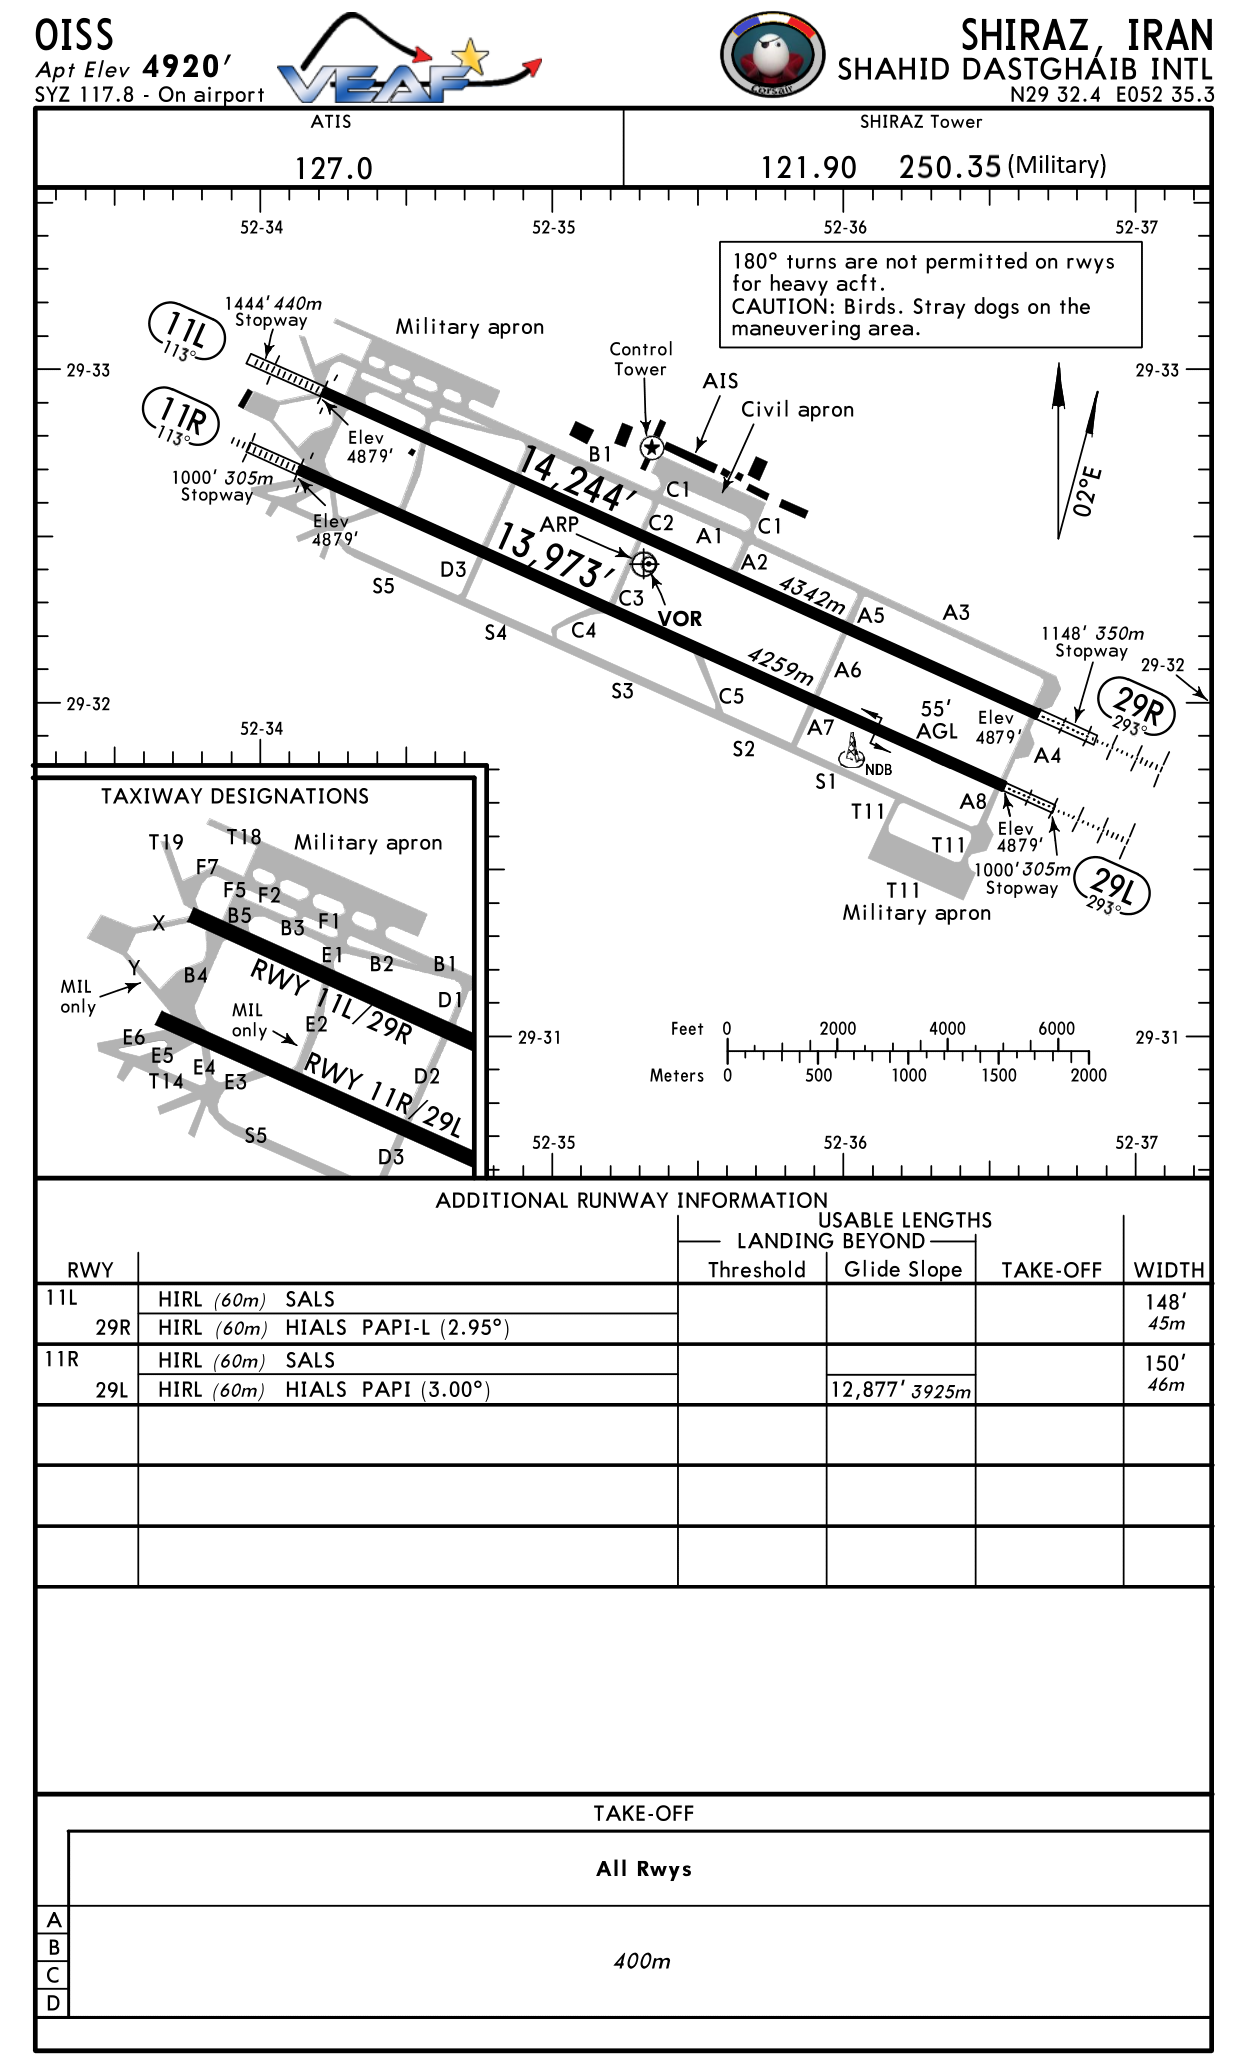 OISS
Apt Elev 4920′
SYZ 117.8 - On airport
VEAF
Corsair
SHIRAZ, IRAN
SHAHID DASTGHAIB INTL
N29 32.4 E052 35.3
ATIS
127.0
SHIRAZ Tower
121.90 250.35 (Military)
52-34
52-35
52-36
52-37
180° turns are not permitted on rwys
for heavy acft.
CAUTION: Birds. Stray dogs on the
maneuvering area.
11L
113°
1444′ 440m
Stopway
Military apron
Control
Tower
AIS
Civil apron
29-33
29-33
11R
113°
Elev
4879′
1000′ 305m
Stopway
Elev
4879′
B1
14,244′
C1
C1
C2
A1
A2
ARP
13,973′
02°E
D3
S5
C3
VOR
4342m
A5
A3
S4
C4
4259m
A6
1148′ 350m
Stopway
29-32
29-32
S3
C5
A7
55′
AGL
Elev
4879′
29R
293°
A4
S2
NDB
S1
T11
A8
Elev
4879′
T11
1000′ 305m
Stopway
29L
293°
T11
Military apron
52-34
TAXIWAY DESIGNATIONS
T19
T18
Military apron
F7
F5
F2
B5
B3
F1
X
E1
B2
B1
Y
B4
RWY 11L/29R
D1
MIL
only
MIL
only
E2
E6
E5
E4
T14
E3
RWY 11R/29L
D2
S5
D3
29-31
29-31
Feet 0 2000 4000 6000
Meters 0 500 1000 1500 2000
52-35
52-36
52-37
ADDITIONAL RUNWAY INFORMATION
USABLE LENGTHS
LANDING BEYOND
RWY Threshold Glide Slope TAKE-OFF WIDTH
11L HIRL (60m) SALS 148′
29R HIRL (60m) HIALS PAPI-L (2.95°) 45m
11R HIRL (60m) SALS 150′
29L HIRL (60m) HIALS PAPI (3.00°) 12,877′ 3925m 46m
TAKE-OFF
All Rwys
A
B
C
D
400m